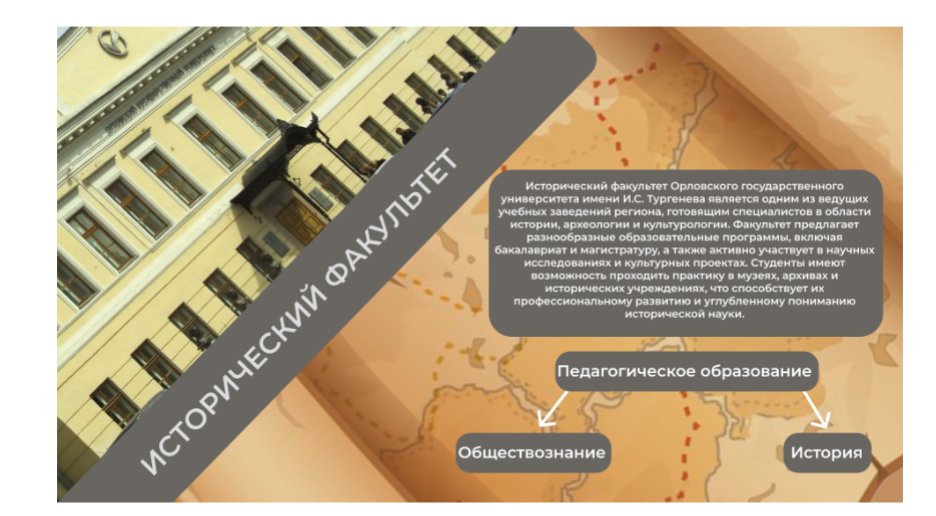 ИСТОРИЧЕСКИЙ ФАКУЛЬТЕТ
Исторический факультет Орловского государственного
университета имени И.С. Тургенева является одним из ведущих
учебных заведений региона, готовящим специалистов в области
истории, археологии и культурологии. Факультет предлагает
разнообразные образовательные программы, включая
бакалавриат и магистратуру, а также активно участвует в научных
исследованиях и культурных проектах. Студенты имеют
возможность проходить практику в музеях, архивах и
исторических учреждениях, что способствует их
профессиональному развитию и углубленному пониманию
исторической науки.
Педагогическое образование
Обществознание
История